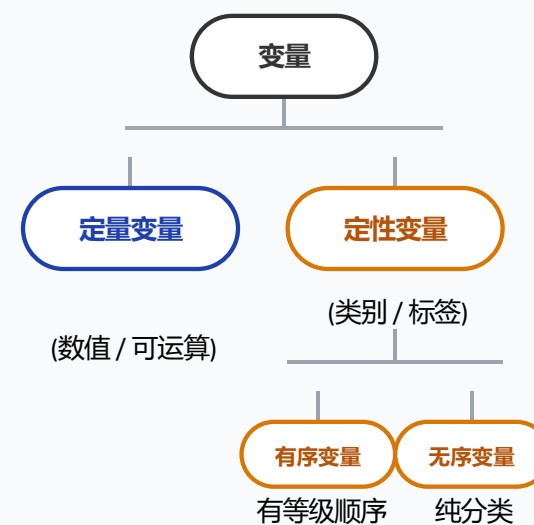 变量
定量变量
定性变量
(数值 / 可运算)
(类别 / 标签)
有序变量
无序变量
有等级顺序
纯分类